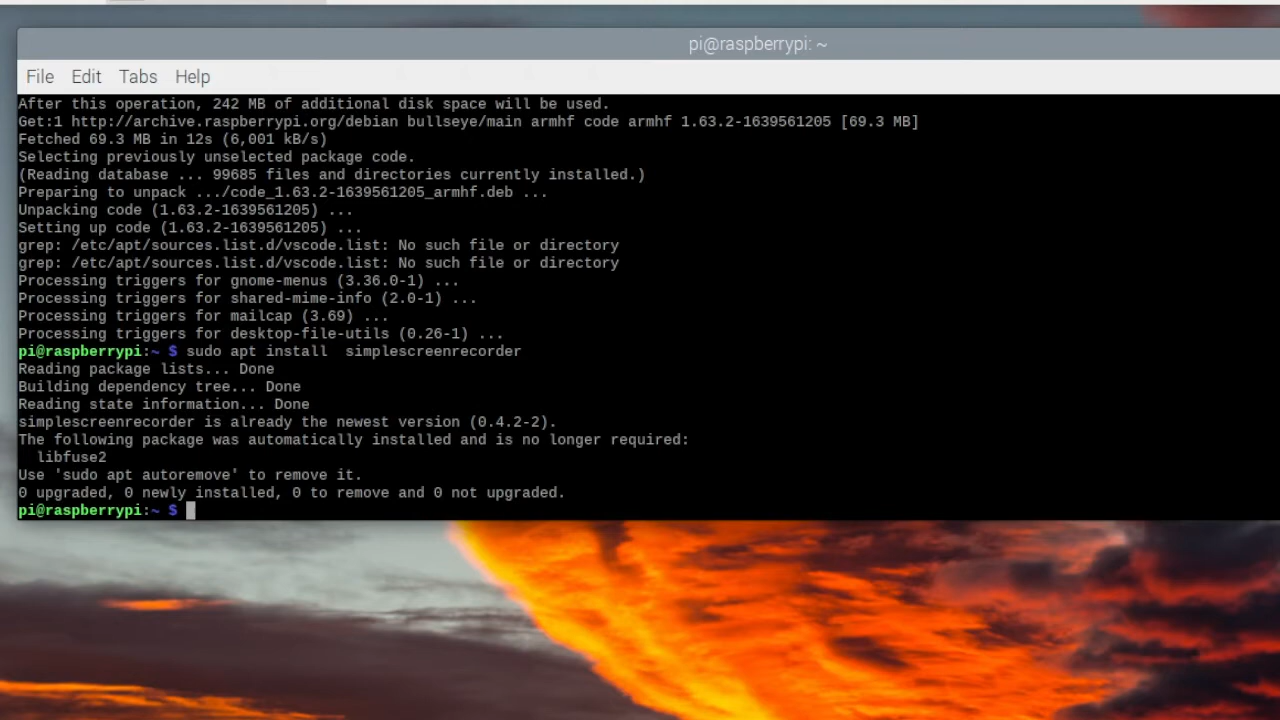 pi@raspberrypi: ~
File Edit Tabs Help
After this operation, 242 MB of additional disk space will be used.
Get:1 http://archive.raspberrypi.org/debian bullseye/main armhf code armhf 1.63.2-1639561205 [69.3 MB]
Fetched 69.3 MB in 12s (6,001 kB/s)
Selecting previously unselected package code.
(Reading database ... 99685 files and directories currently installed.)
Preparing to unpack .../code_1.63.2-1639561205_armhf.deb ...
Unpacking code (1.63.2-1639561205) ...
Setting up code (1.63.2-1639561205) ...
grep: /etc/apt/sources.list.d/vscode.list: No such file or directory
grep: /etc/apt/sources.list.d/vscode.list: No such file or directory
Processing triggers for gnome-menus (3.36.0-1) ...
Processing triggers for shared-mime-info (2.0-1) ...
Processing triggers for mailcap (3.69) ...
Processing triggers for desktop-file-utils (0.26-1) ...
pi@raspberrypi:~ $ sudo apt install  simplescreenrecorder
Reading package lists... Done
Building dependency tree... Done
Reading state information... Done
simplescreenrecorder is already the newest version (0.4.2-2).
The following package was automatically installed and is no longer required:
  libfuse2
Use 'sudo apt autoremove' to remove it.
0 upgraded, 0 newly installed, 0 to remove and 0 not upgraded.
pi@raspberrypi:~ $